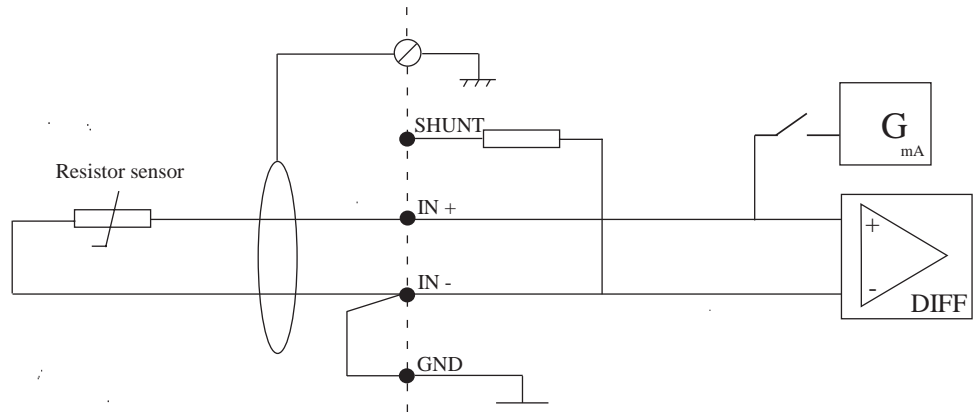 SHUNT
G
mA
Resistor sensor
IN +
+
IN -
-
DIFF
GND